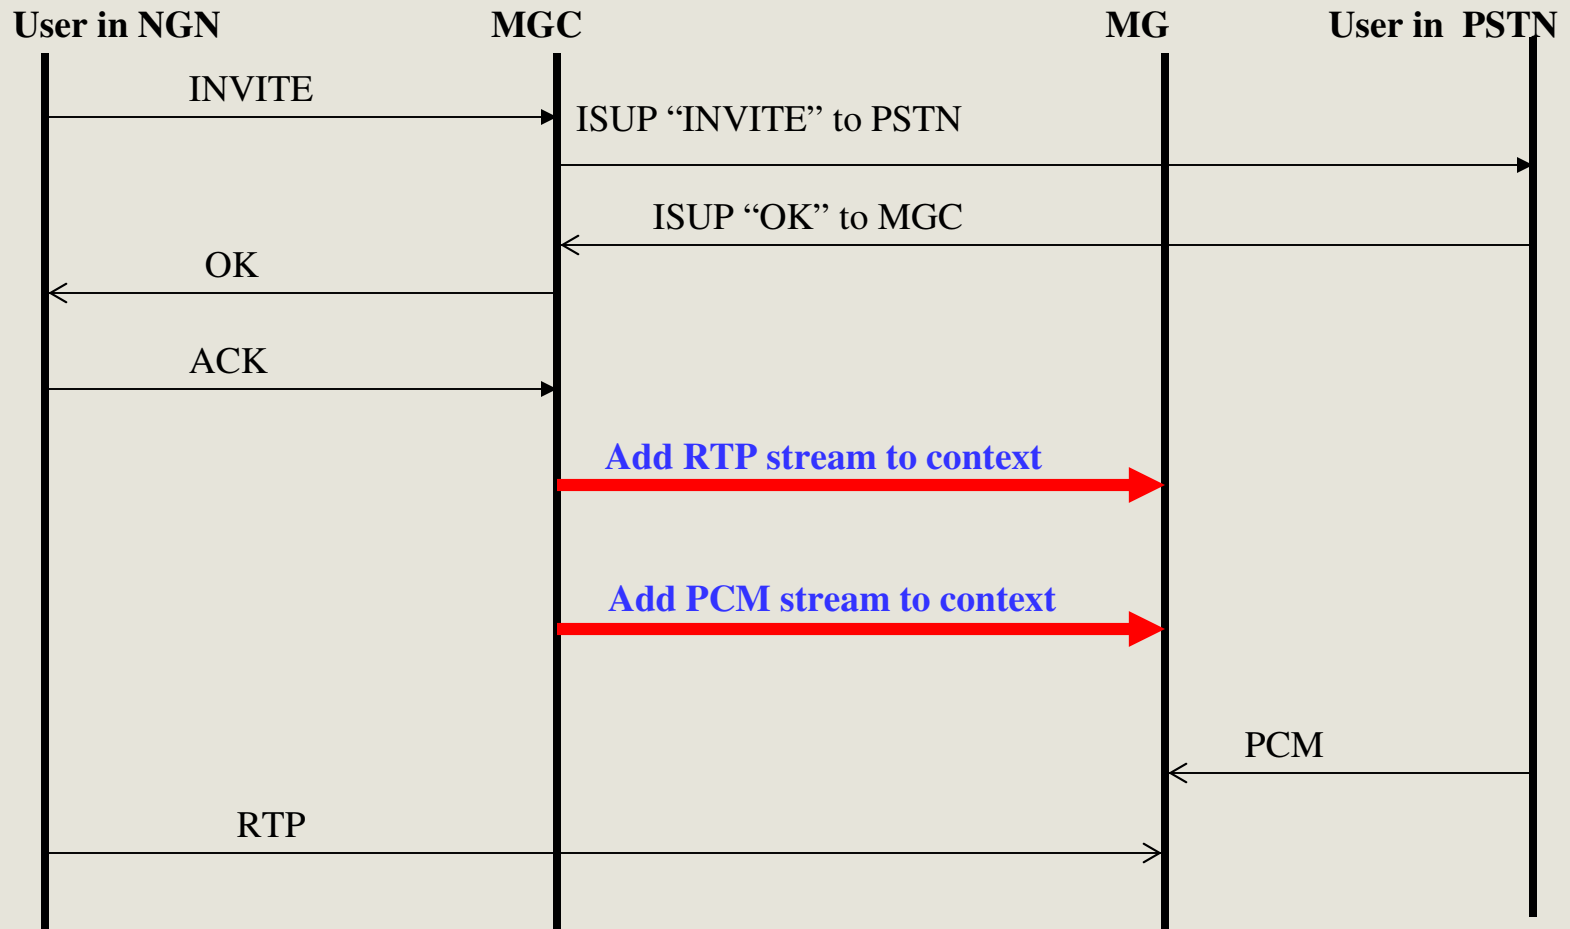 User in NGN MGC MG User in PSTN
INVITE
ISUP “INVITE” to PSTN
ISUP “OK” to MGC
OK
ACK
Add RTP stream to context
Add PCM stream to context
PCM
RTP